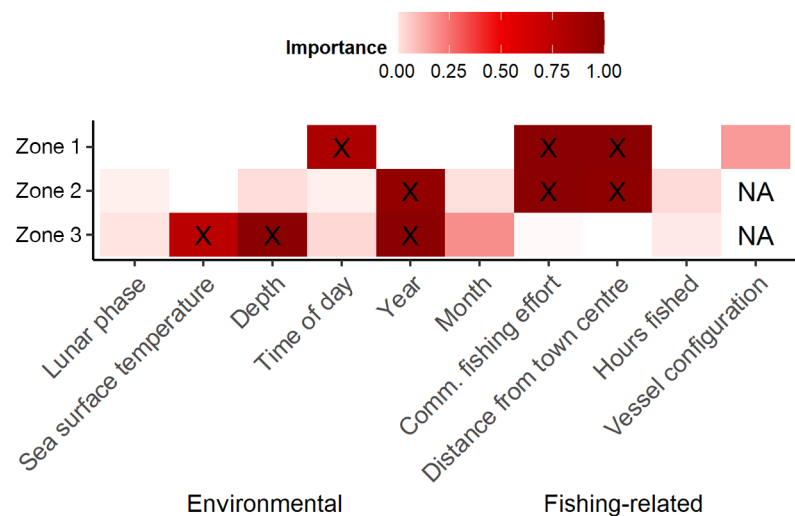 Importance
0.00 0.25 0.50 0.75 1.00
Zone 1 X X X
Zone 2 X X X NA
Zone 3 X X X NA
Lunar phase
Sea surface temperature
Depth
Time of day
Year
Month
Comm. fishing effort
Distance from town centre
Hours fished
Vessel configuration
Environmental Fishing-related